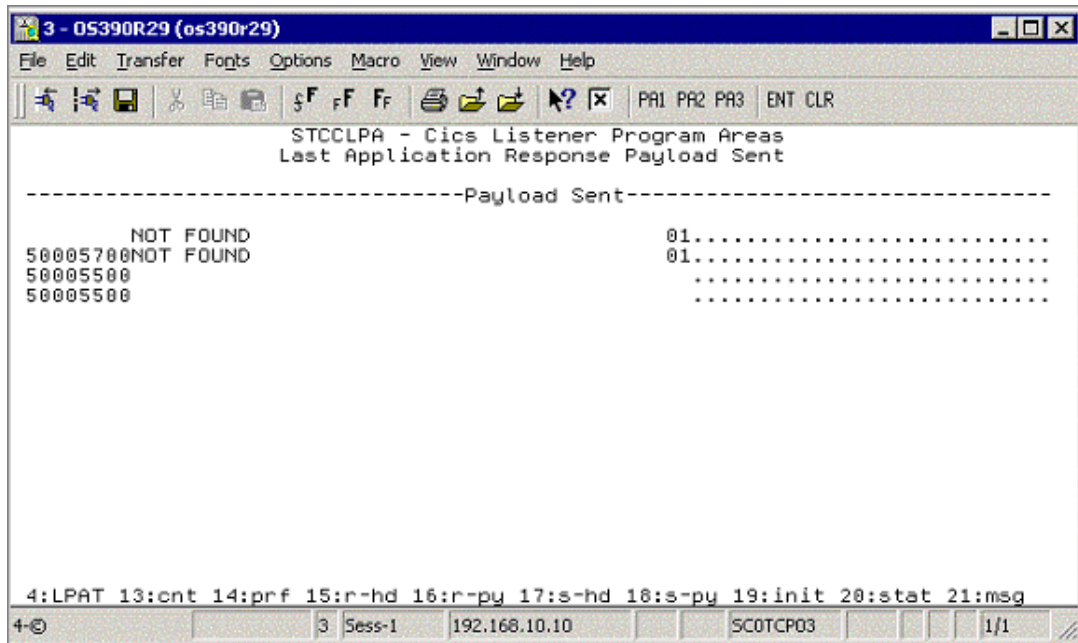 3 - OS390R29 (os390r29)
File Edit Transfer Fonts Options Macro View Window Help
PA1 PA2 PA3 ENT CLR
STCCLPA - Cics Listener Program Areas
Last Application Response Payload Sent
---------------------------------Payload Sent--------------------------------
NOT FOUND 01...........................
50005700NOT FOUND 01...........................
50005500 ...........................
50005500 ...........................
4:LPAT 13:cnt 14:prf 15:r-hd 16:r-py 17:s-hd 18:s-py 19:init 20:stat 21:msg
4-© 3 Sess-1 192.168.10.10 SC0TCP03 1/1